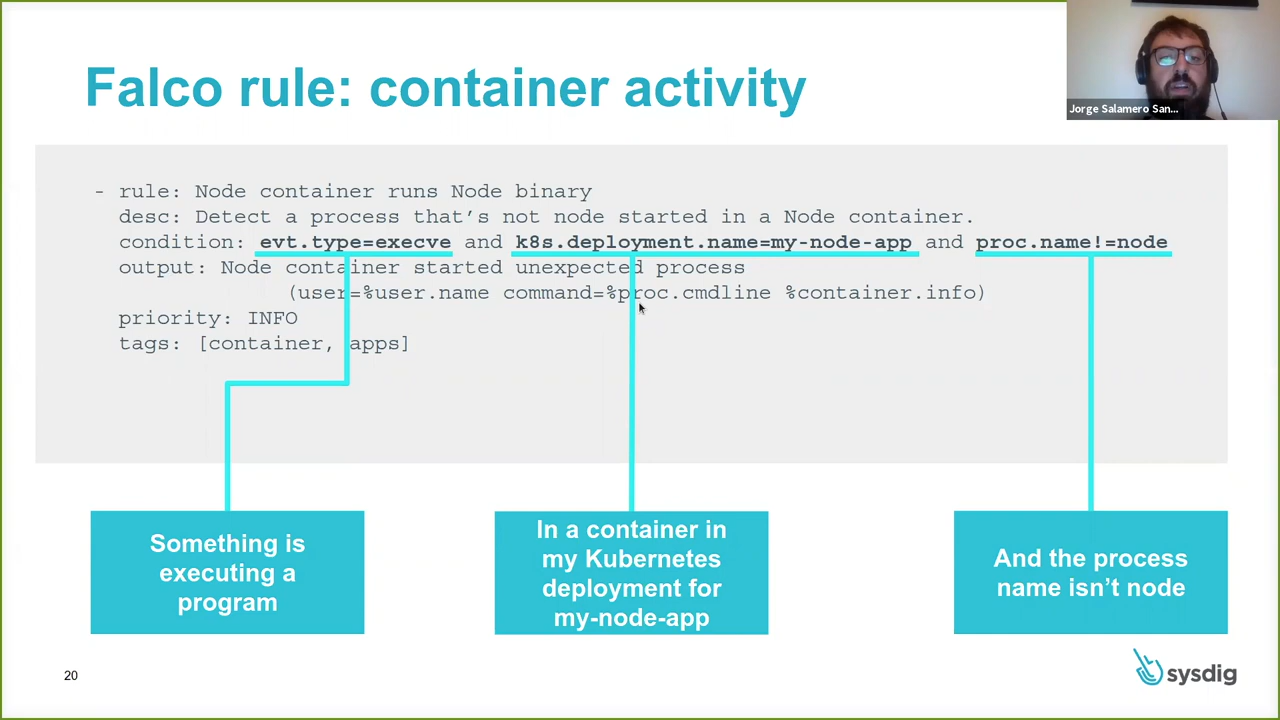 Falco rule: container activity
Jorge Salamero San...
- rule: Node container runs Node binary
desc: Detect a process that’s not node started in a Node container.
condition: evt.type=execve and k8s.deployment.name=my-node-app and proc.name!=node
output: Node container started unexpected process
(user=%user.name command=%proc.cmdline %container.info)
priority: INFO
tags: [container, apps]
Something is
executing a
program
In a container in
my Kubernetes
deployment for
my-node-app
And the process
name isn’t node
20
sysdig